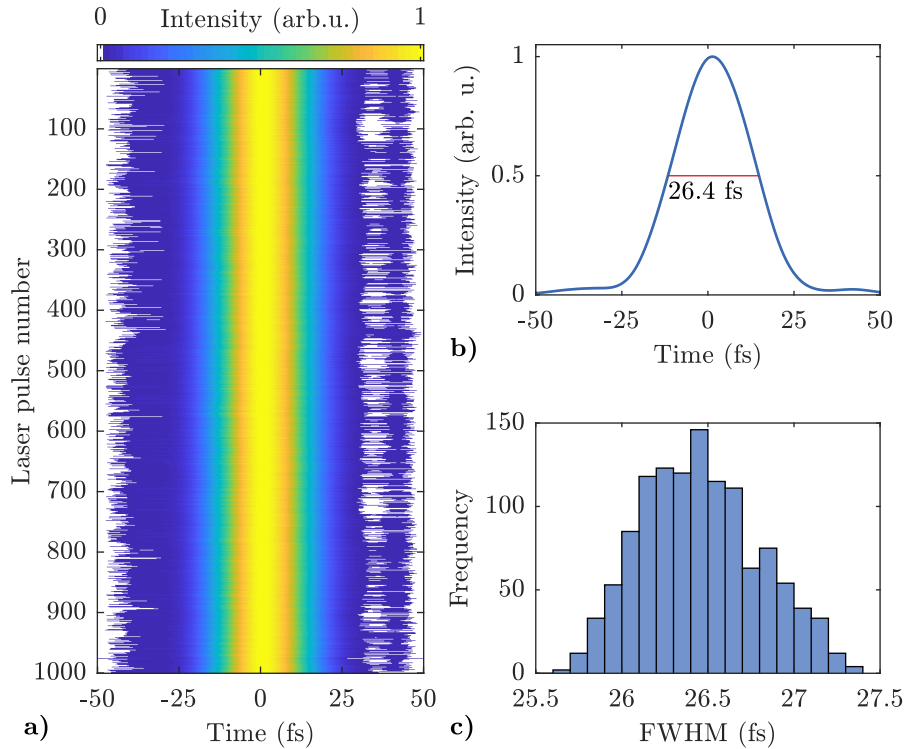 Intensity (arb.u.)
0 1
Laser pulse number
100
200
300
400
500
600
700
800
900
1000
-50 -25 0 25 50
Time (fs)
a)
Intensity (arb. u.)
1
0.5
0
26.4 fs
-50 -25 0 25 50
Time (fs)
b)
Frequency
150
100
50
0
25.5 26 26.5 27 27.5
FWHM (fs)
c)